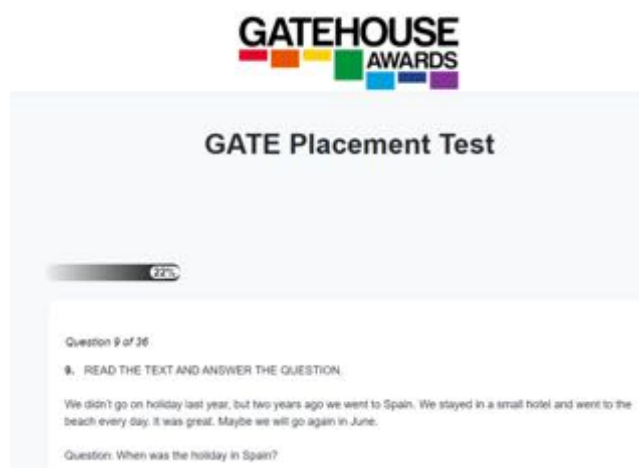 GATEHOUSE
AWARDS
GATE Placement Test
22%
Question 9 of 36
9. READ THE TEXT AND ANSWER THE QUESTION.
We didn't go on holiday last year, but two years ago we went to Spain. We stayed in a small hotel and went to the
beach every day. It was great. Maybe we will go again in June.
Question: When was the holiday in Spain?